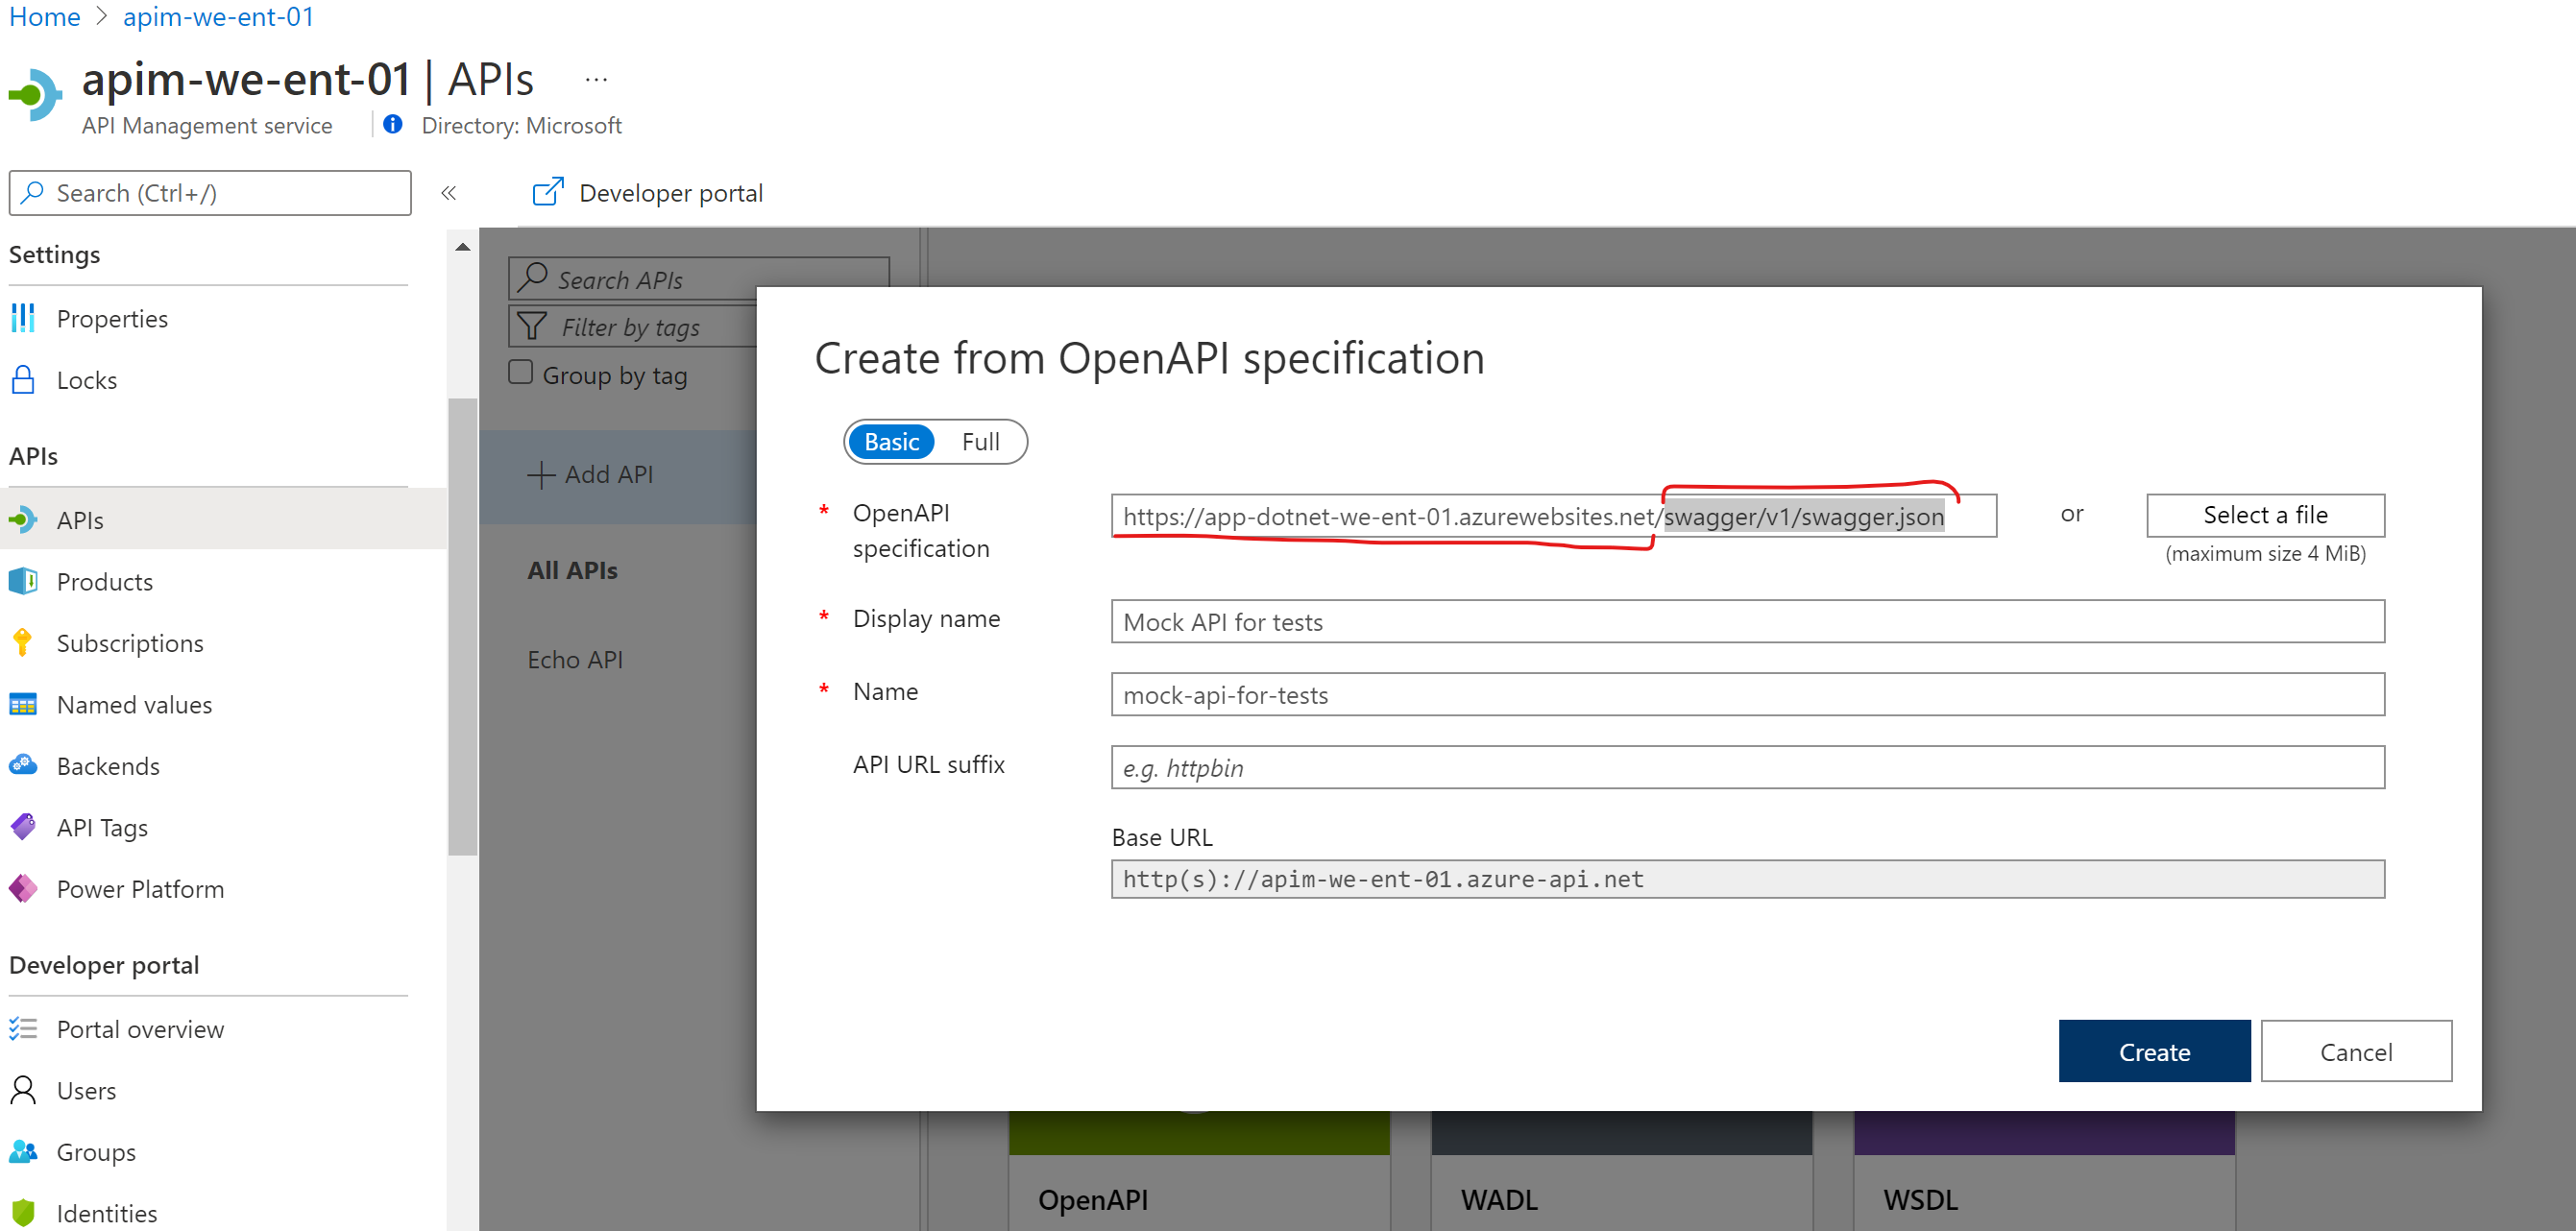 Home > apim-we-ent-01
apim-we-ent-01 | APIs ...
API Management service
Directory: Microsoft
Search (Ctrl+/)
«
Developer portal
Settings
Properties
Locks
APIs
APIs
Products
Subscriptions
Named values
Backends
API Tags
Power Platform
Developer portal
Portal overview
Users
Groups
Identities
Search APIs
Filter by tags
Group by tag
+ Add API
All APIs
Echo API
Create from OpenAPI specification
Basic Full
* OpenAPI specification
https://app-dotnet-we-ent-01.azurewebsites.net/swagger/v1/swagger.json
or
Select a file
(maximum size 4 MiB)
* Display name
Mock API for tests
* Name
mock-api-for-tests
API URL suffix
e.g. httpbin
Base URL
http(s)://apim-we-ent-01.azure-api.net
Create
Cancel
OpenAPI
WADL
WSDL